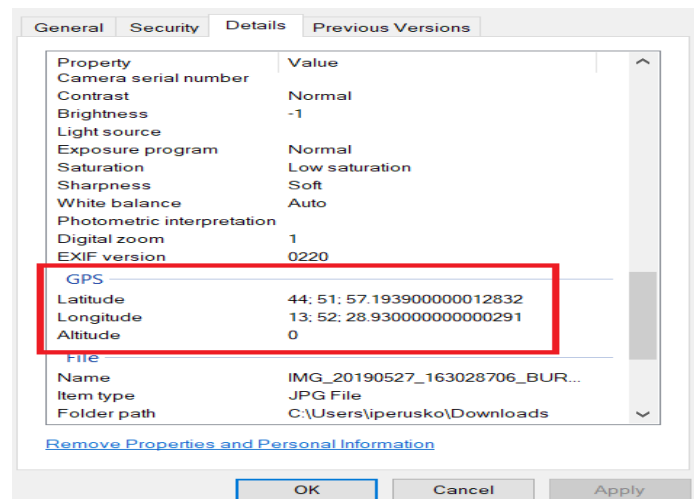 General Security Details Previous Versions
Property Value
Camera serial number
Contrast Normal
Brightness -1
Light source
Exposure program Normal
Saturation Low saturation
Sharpness Soft
White balance Auto
Photometric interpretation
Digital zoom 1
EXIF version 0220
GPS
Latitude 44; 51; 57.193900000012832
Longitude 13; 52; 28.930000000000291
Altitude 0
File
Name IMG_20190527_163028706_BUR...
Item type JPG File
Folder path C:\Users\iperusko\Downloads
Remove Properties and Personal Information
OK Cancel Apply